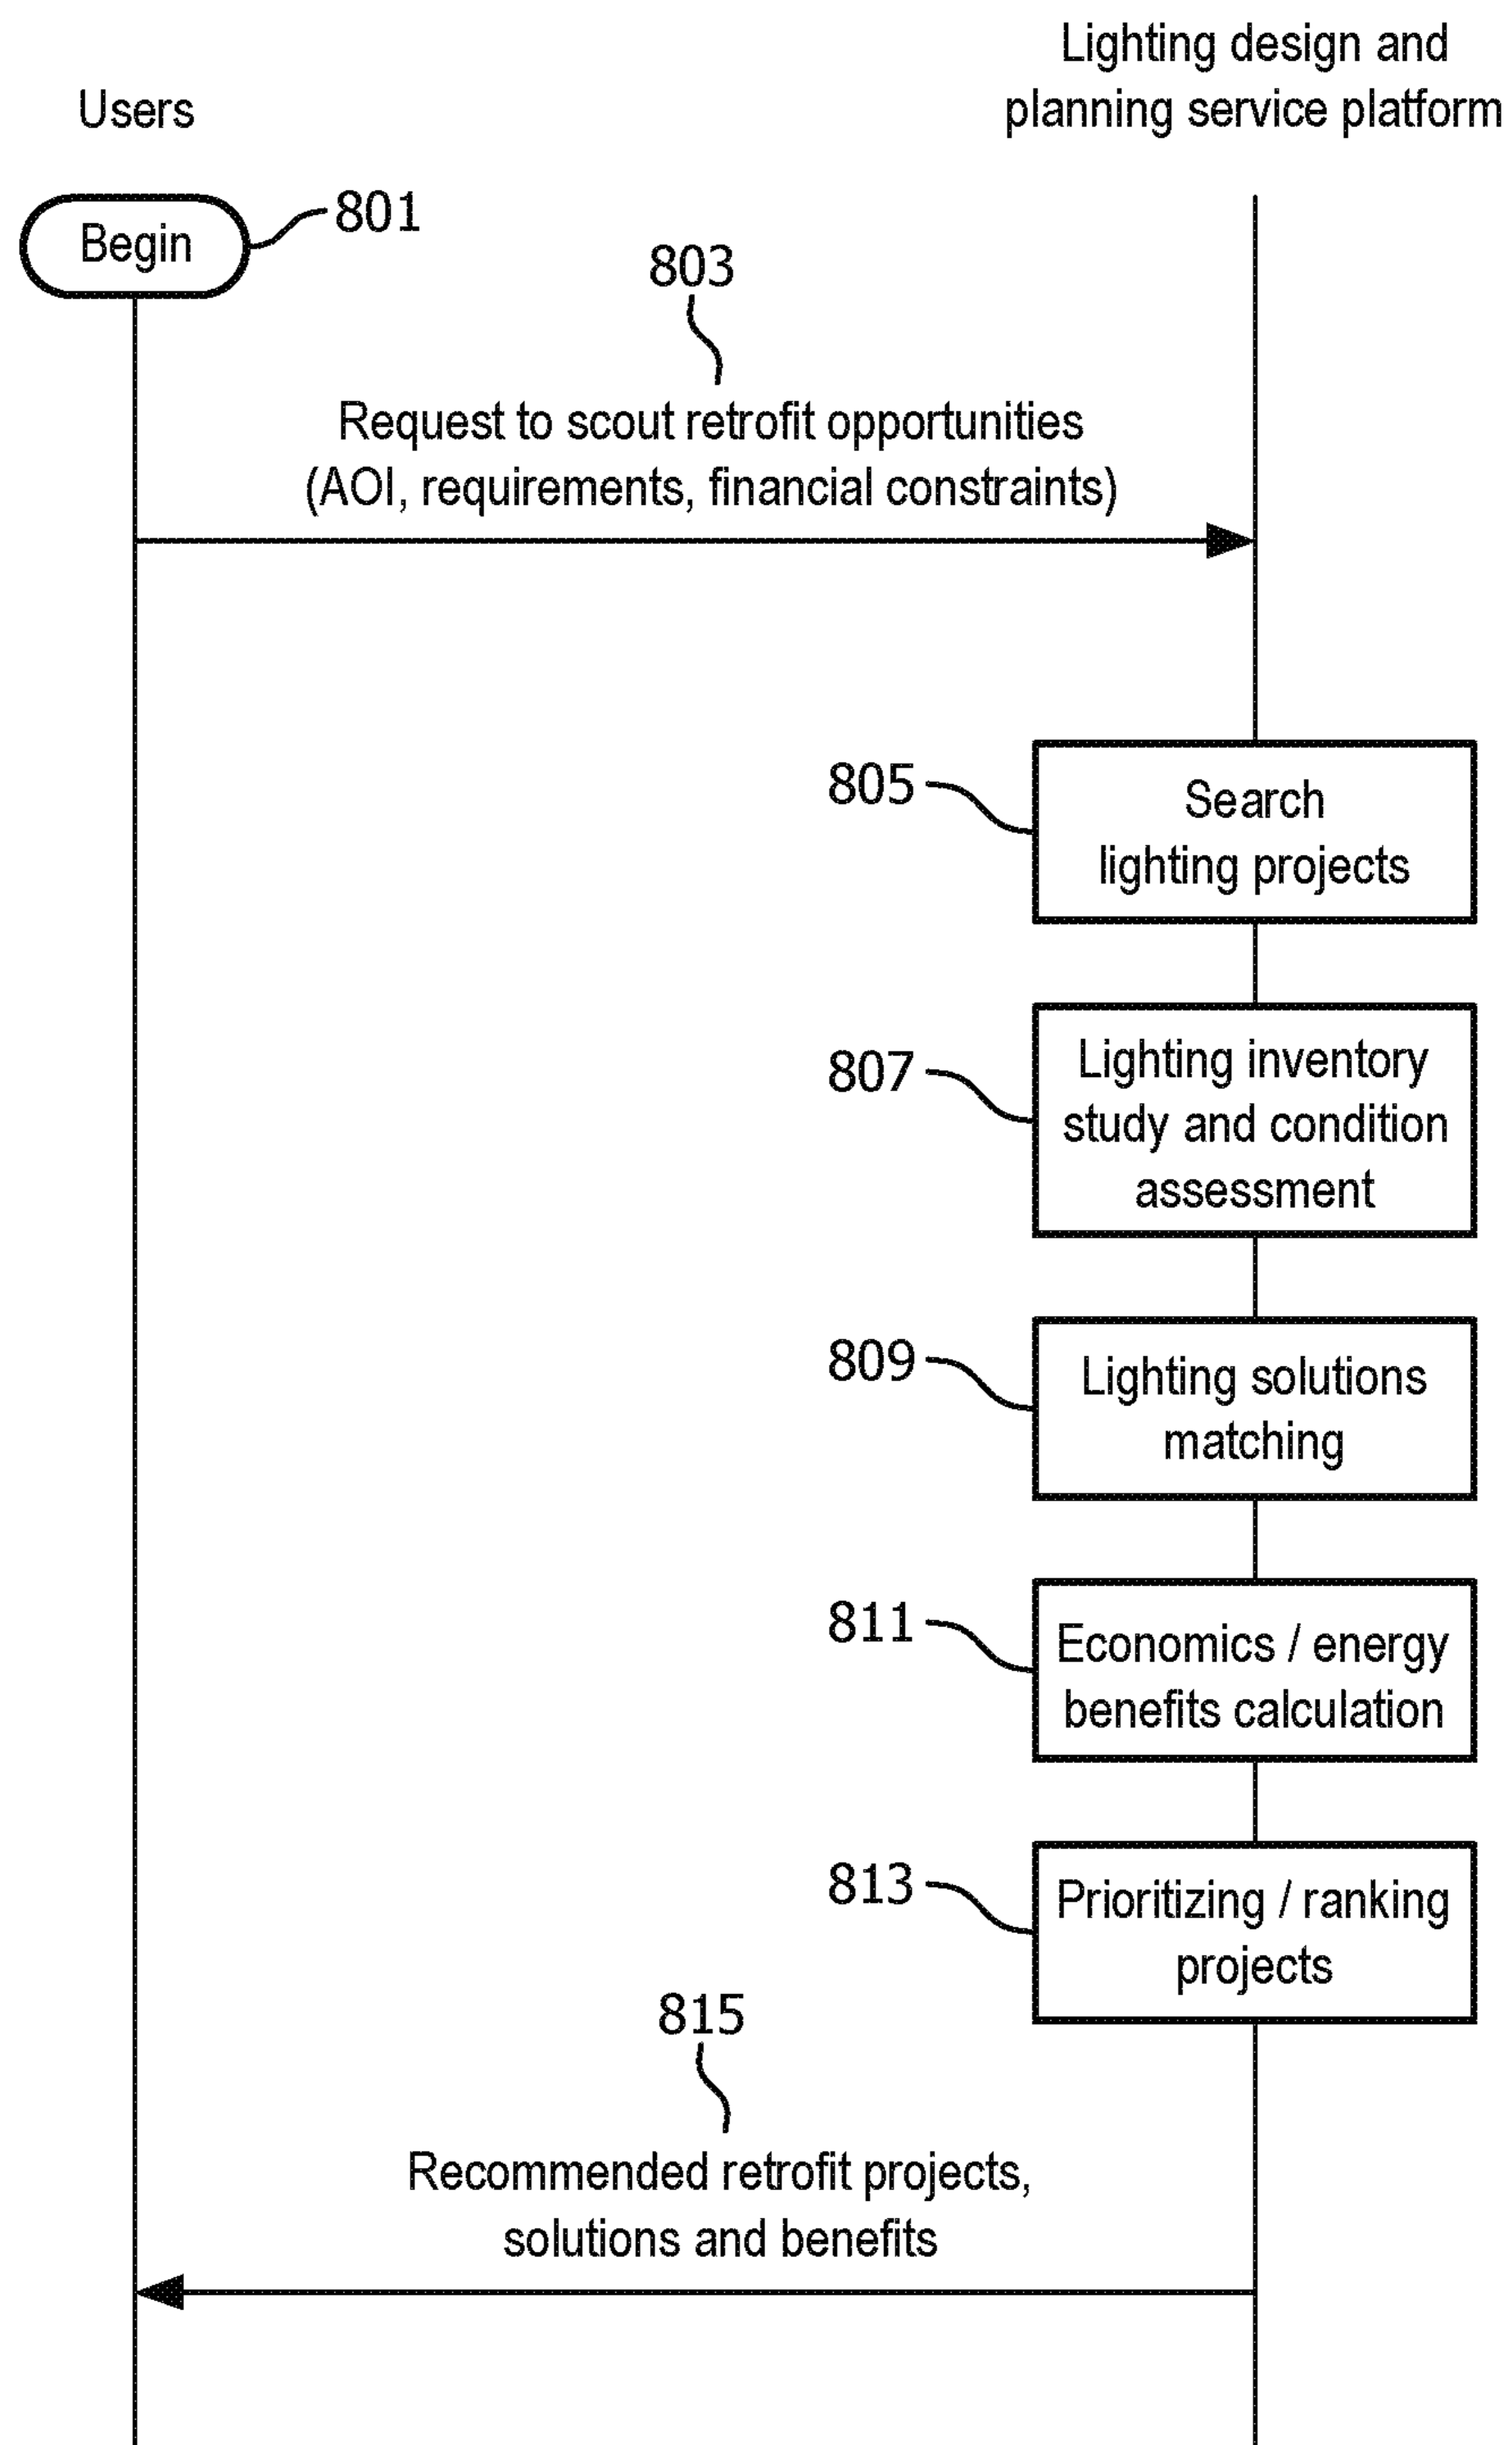 Users
Lighting design and
planning service platform
Begin
801
803
Request to scout retrofit opportunities
(AOI, requirements, financial constraints)
805
Search
lighting projects
807
Lighting inventory
study and condition
assessment
809
Lighting solutions
matching
811
Economics / energy
benefits calculation
813
Prioritizing / ranking
projects
815
Recommended retrofit projects,
solutions and benefits